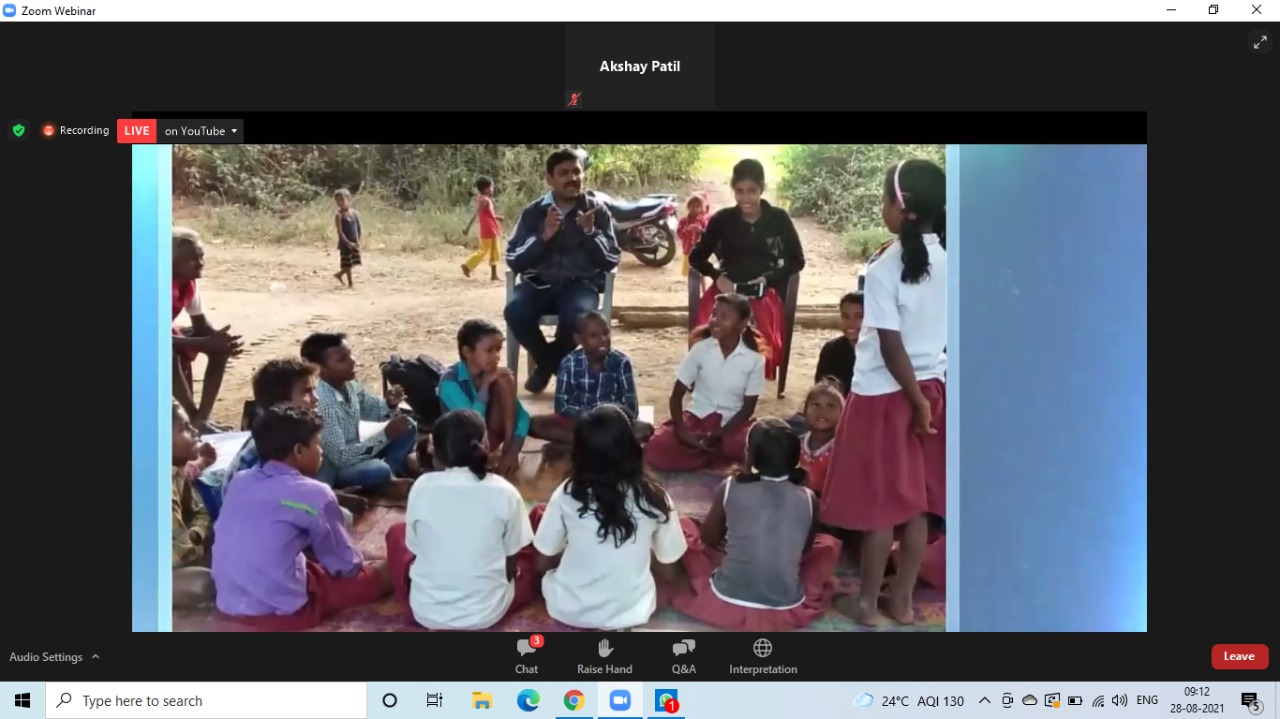 Zoom Webinar
Akshay Patil
Recording
LIVE on YouTube
Audio Settings
3
Chat
Raise Hand
Q&A
Interpretation
Leave
Type here to search
1
24°C AQI 130
ENG
09:12
28-08-2021
5